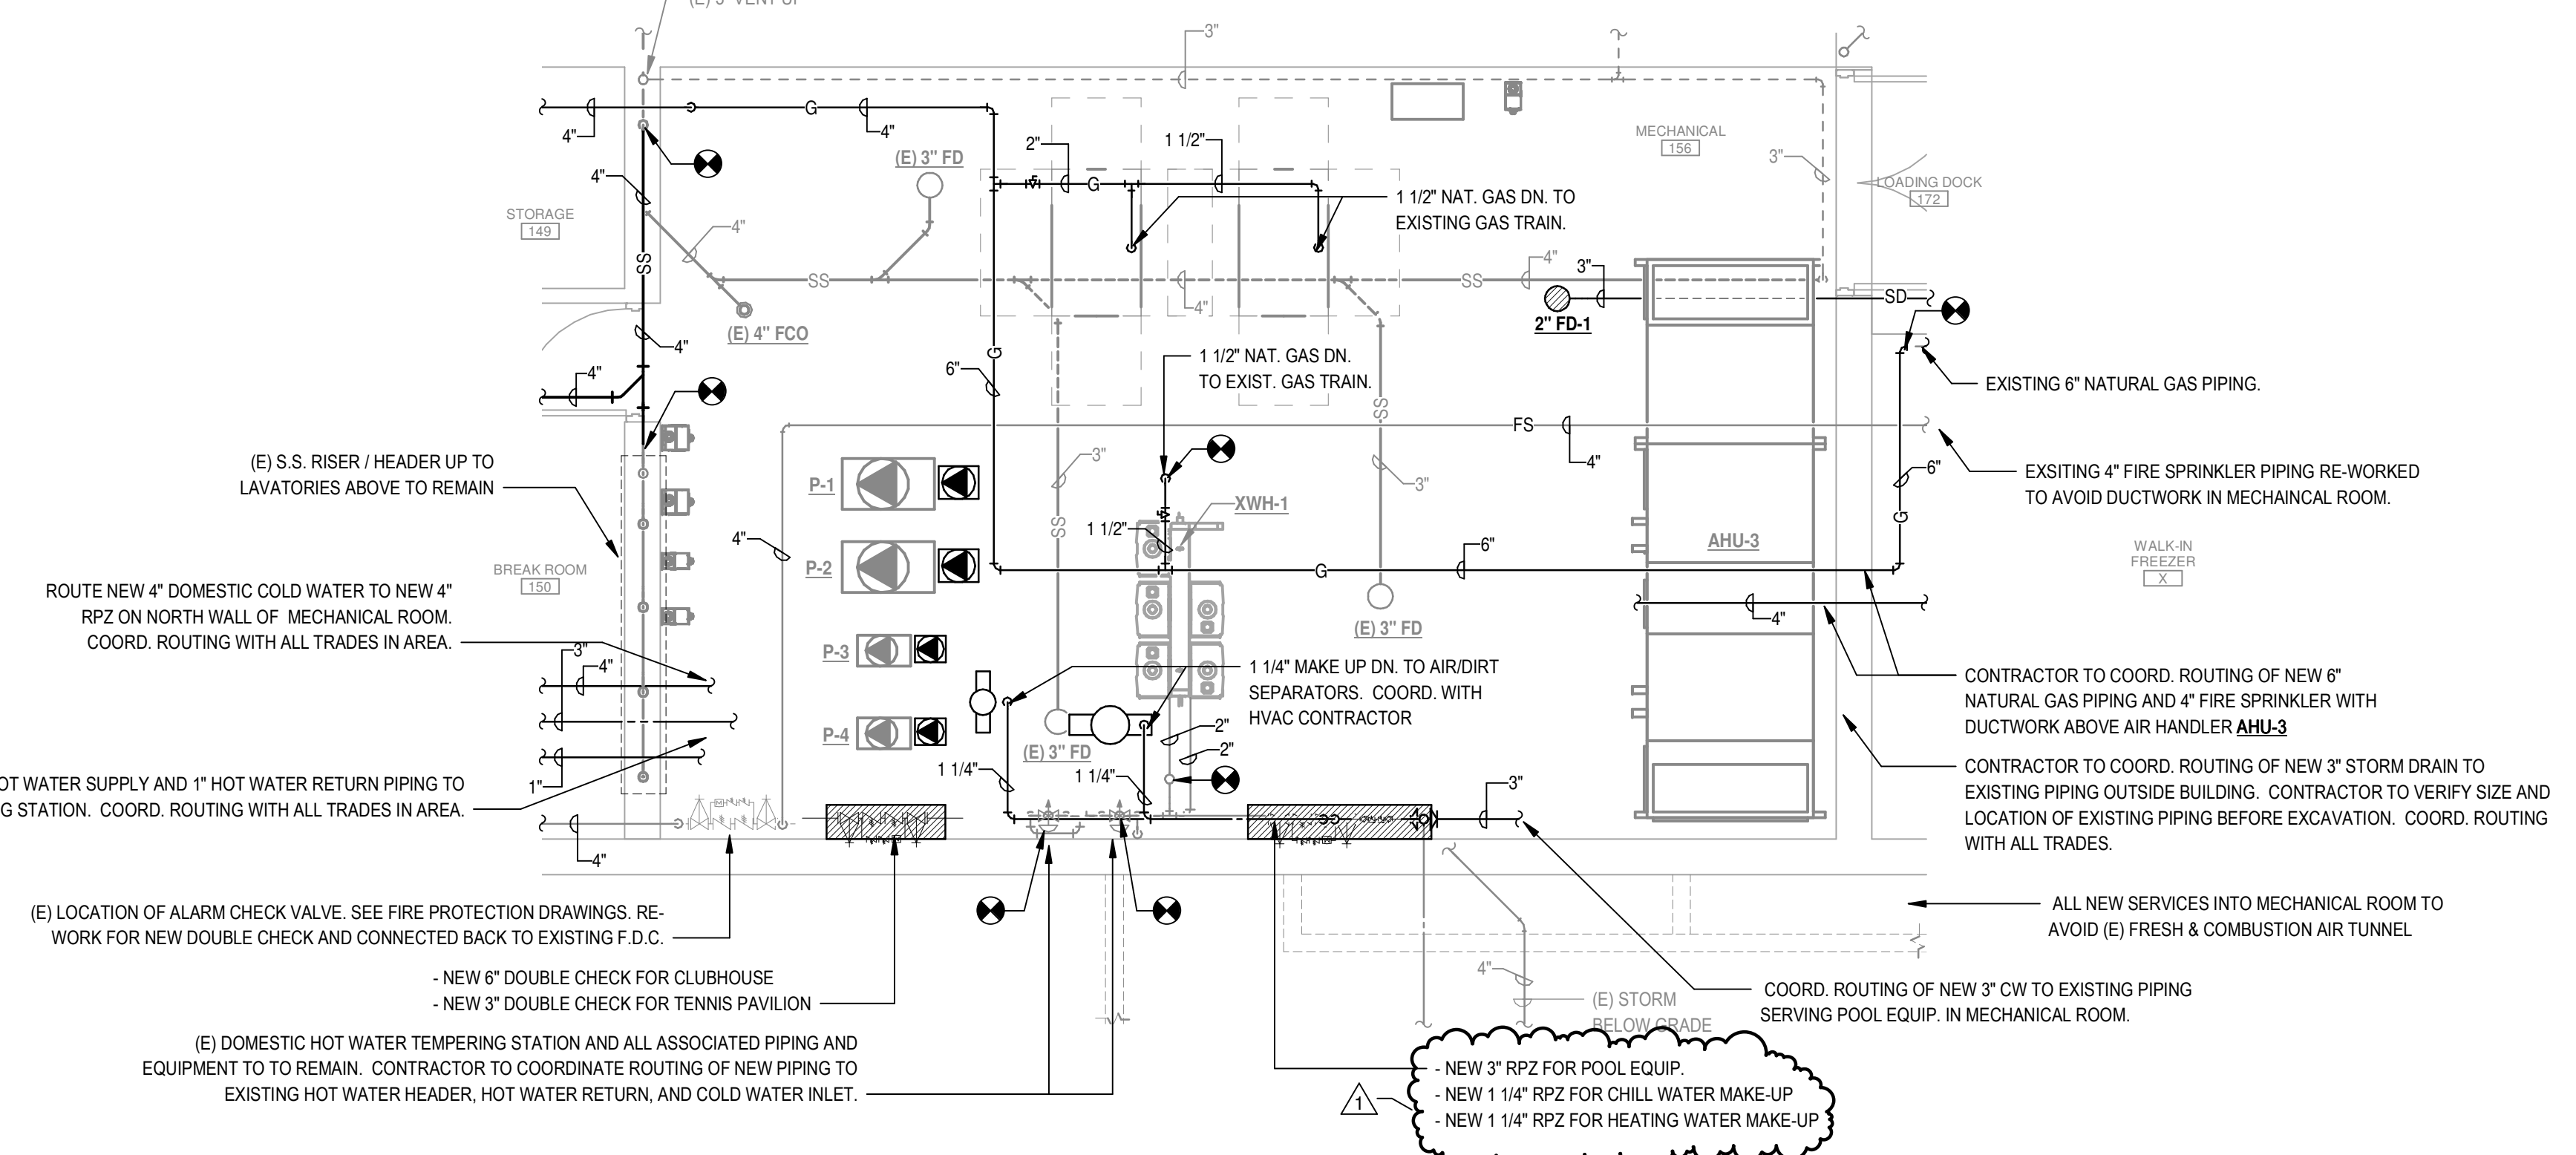 (E) 3" VENT UP
3"
4"
G
4"
2"
1 1/2"
G
(E) 3" FD
MECHANICAL
156
3"
LOADING DOCK
172
4"
1 1/2" NAT. GAS DN. TO
EXISTING GAS TRAIN.
STORAGE
149
4"
SS
SS
4"
SS
4"
3"
SD
2" FD-1
(E) 4" FCO
4"
G
6"
1 1/2" NAT. GAS DN.
TO EXIST. GAS TRAIN.
4"
SS
EXISTING 6" NATURAL GAS PIPING.
FS
4"
(E) S.S. RISER / HEADER UP TO
LAVATORIES ABOVE TO REMAIN
P-1
3"
3"
6"
EXSITING 4" FIRE SPRINKLER PIPING RE-WORKED
TO AVOID DUCTWORK IN MECHAINCAL ROOM.
XWH-1
SS
1 1/2"
G
4"
6"
AHU-3
WALK-IN
FREEZER
X
BREAK ROOM
150
P-2
G
ROUTE NEW 4" DOMESTIC COLD WATER TO NEW 4"
RPZ ON NORTH WALL OF MECHANICAL ROOM.
COORD. ROUTING WITH ALL TRADES IN AREA.
4"
(E) 3" FD
3"
4"
P-3
1 1/4" MAKE UP DN. TO AIR/DIRT
SEPARATORS. COORD. WITH
HVAC CONTRACTOR
CONTRACTOR TO COORD. ROUTING OF NEW 6"
NATURAL GAS PIPING AND 4" FIRE SPRINKLER WITH
DUCTWORK ABOVE AIR HANDLER AHU-3
P-4
2"
2"
(E) 3" FD
OT WATER SUPPLY AND 1" HOT WATER RETURN PIPING TO
G STATION. COORD. ROUTING WITH ALL TRADES IN AREA.
1"
1 1/4"
1 1/4"
3"
CONTRACTOR TO COORD. ROUTING OF NEW 3" STORM DRAIN TO
EXISTING PIPING OUTSIDE BUILDING. CONTRACTOR TO VERIFY SIZE AND
LOCATION OF EXISTING PIPING BEFORE EXCAVATION. COORD. ROUTING
WITH ALL TRADES.
4"
(E) LOCATION OF ALARM CHECK VALVE. SEE FIRE PROTECTION DRAWINGS. RE-
WORK FOR NEW DOUBLE CHECK AND CONNECTED BACK TO EXISTING F.D.C.
ALL NEW SERVICES INTO MECHANICAL ROOM TO
AVOID (E) FRESH & COMBUSTION AIR TUNNEL
- NEW 6" DOUBLE CHECK FOR CLUBHOUSE
- NEW 3" DOUBLE CHECK FOR TENNIS PAVILION
4"
(E) STORM
BELOW GRADE
COORD. ROUTING OF NEW 3" CW TO EXISTING PIPING
SERVING POOL EQUIP. IN MECHANICAL ROOM.
(E) DOMESTIC HOT WATER TEMPERING STATION AND ALL ASSOCIATED PIPING AND
EQUIPMENT TO TO REMAIN. CONTRACTOR TO COORDINATE ROUTING OF NEW PIPING TO
EXISTING HOT WATER HEADER, HOT WATER RETURN, AND COLD WATER INLET.
- NEW 3" RPZ FOR POOL EQUIP.
- NEW 1 1/4" RPZ FOR CHILL WATER MAKE-UP
- NEW 1 1/4" RPZ FOR HEATING WATER MAKE-UP
1